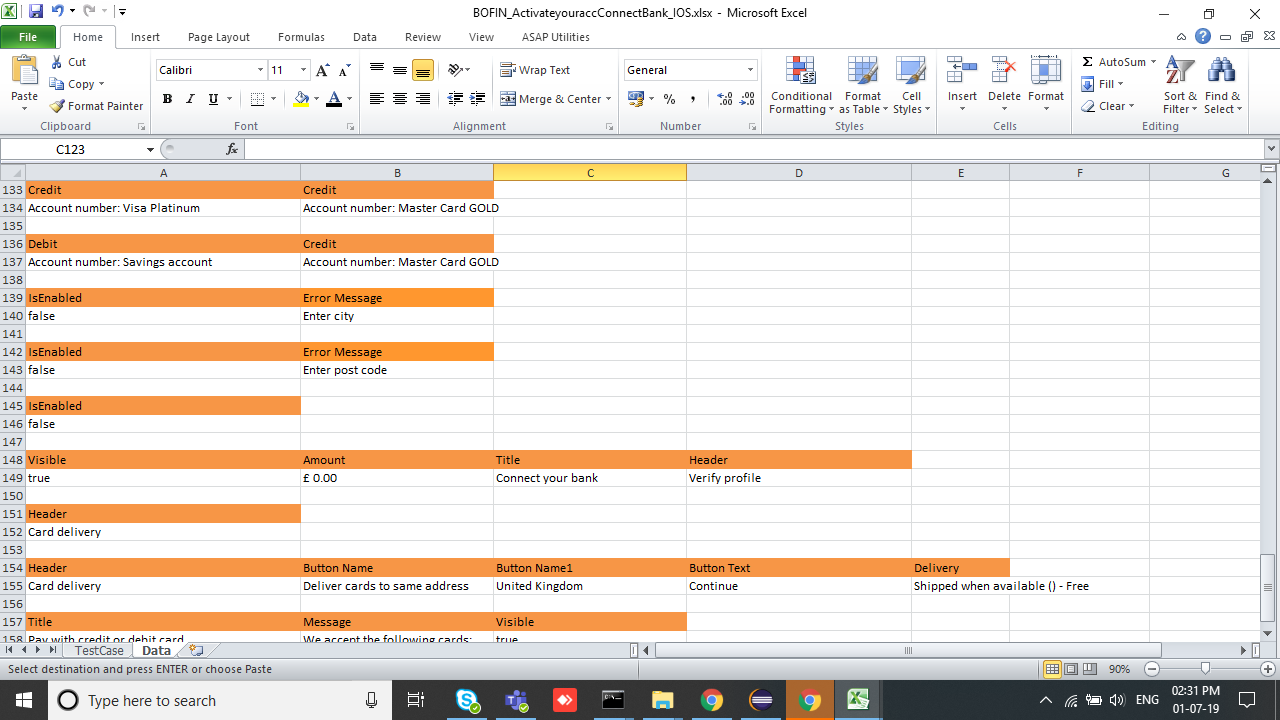 BOFIN_ActivateyouraccConnectBank_IOS.xlsx - Microsoft Excel
File Home Insert Page Layout Formulas Data Review View ASAP Utilities
Paste Cut Copy Format Painter Clipboard
Calibri 11 B I U Font
Wrap Text Merge & Center Alignment
General % , Number
Conditional Formatting Format as Table Cell Styles Styles
Insert Delete Format Cells
Σ AutoSum Fill Clear Sort & Filter Find & Select Editing
C123 fx
A B C D E F G
133 Credit Credit
134 Account number: Visa Platinum Account number: Master Card GOLD
135
136 Debit Credit
137 Account number: Savings account Account number: Master Card GOLD
138
139 IsEnabled Error Message
140 false Enter city
141
142 IsEnabled Error Message
143 false Enter post code
144
145 IsEnabled
146 false
147
148 Visible Amount Title Header
149 true £ 0.00 Connect your bank Verify profile
150
151 Header
152 Card delivery
153
154 Header Button Name Button Name1 Button Text Delivery
155 Card delivery Deliver cards to same address United Kingdom Continue Shipped when available () - Free
156
157 Title Message Visible
158 Pay with credit or debit card We accept the following cards: true
TestCase Data
Select destination and press ENTER or choose Paste 90%
Type here to search ENG 02:31 PM
01-07-19